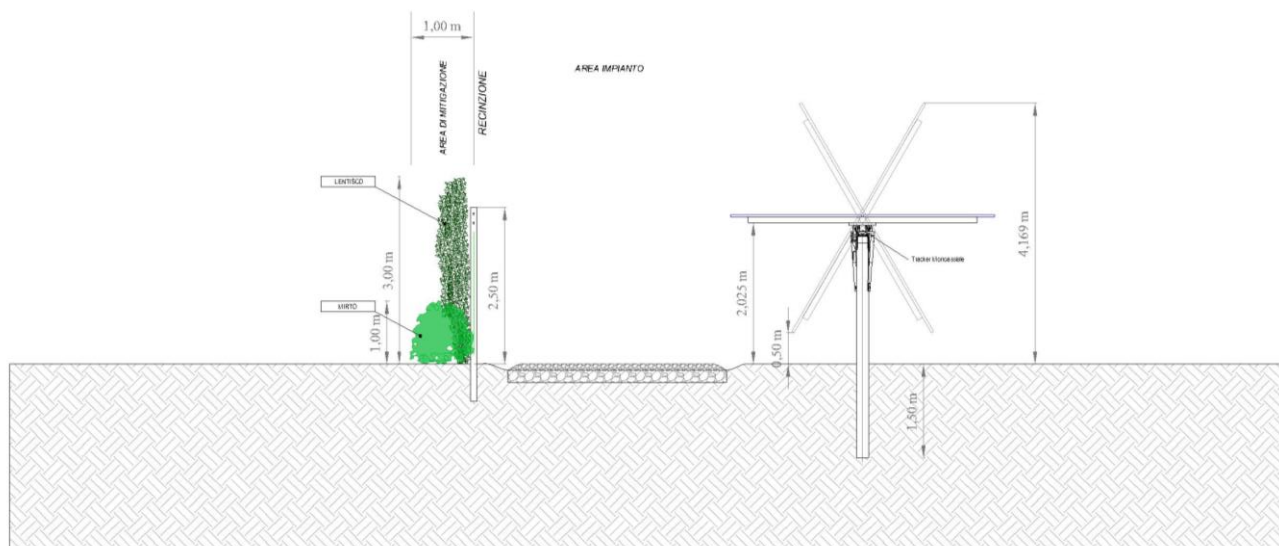 1,00 m
AREA DI MITIGAZIONE
RECINZIONE
AREA IMPIANTO
LENTISCO
MIRTO
3,00 m
1,00 m
2,50 m
2,025 m
0,50 m
4,169 m
1,50 m
Tracker Monoassiale